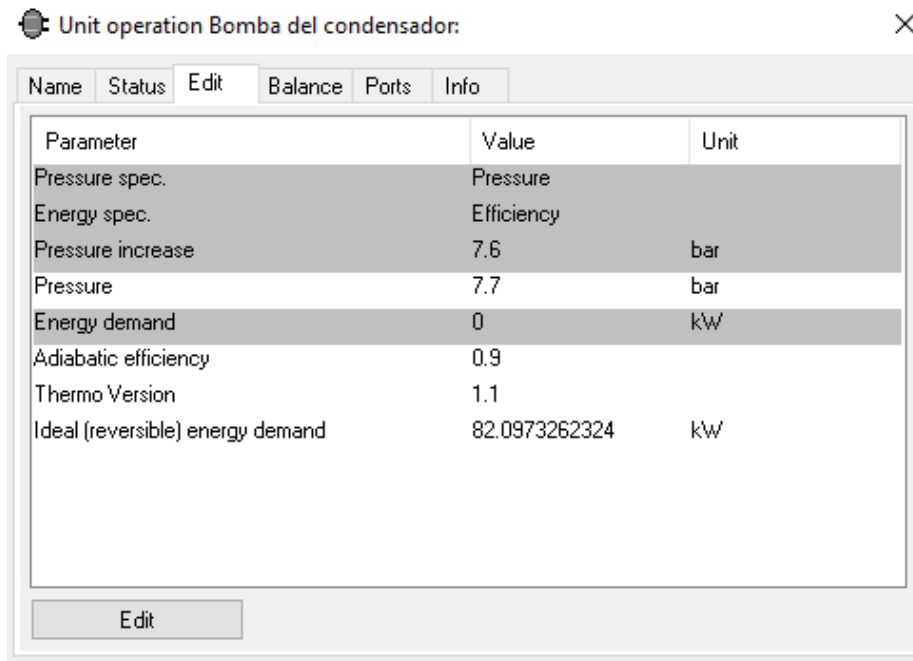 Unit operation Bomba del condensador:
Name Status Edit Balance Ports Info
Parameter Value Unit
Pressure spec. Pressure
Energy spec. Efficiency
Pressure increase 7.6 bar
Pressure 7.7 bar
Energy demand 0 kW
Adiabatic efficiency 0.9
Thermo Version 1.1
Ideal (reversible) energy demand 82.0973262324 kW
Edit